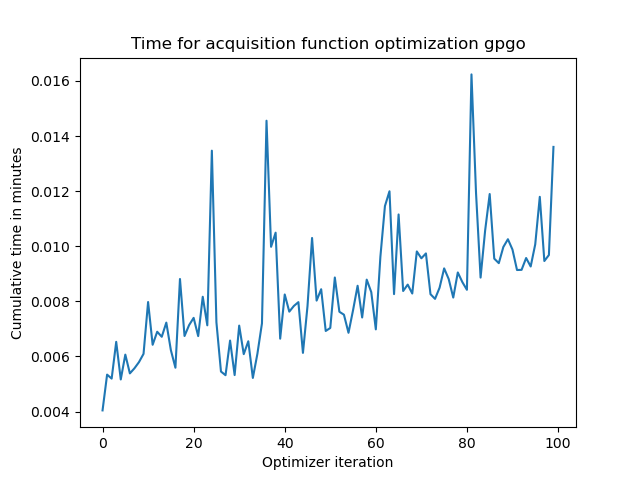 Time for acquisition function optimization gpgo
0.016
0.014
0.012
0.010
0.008
0.006
0.004
Cumulative time in minutes
0 20 40 60 80 100
Optimizer iteration